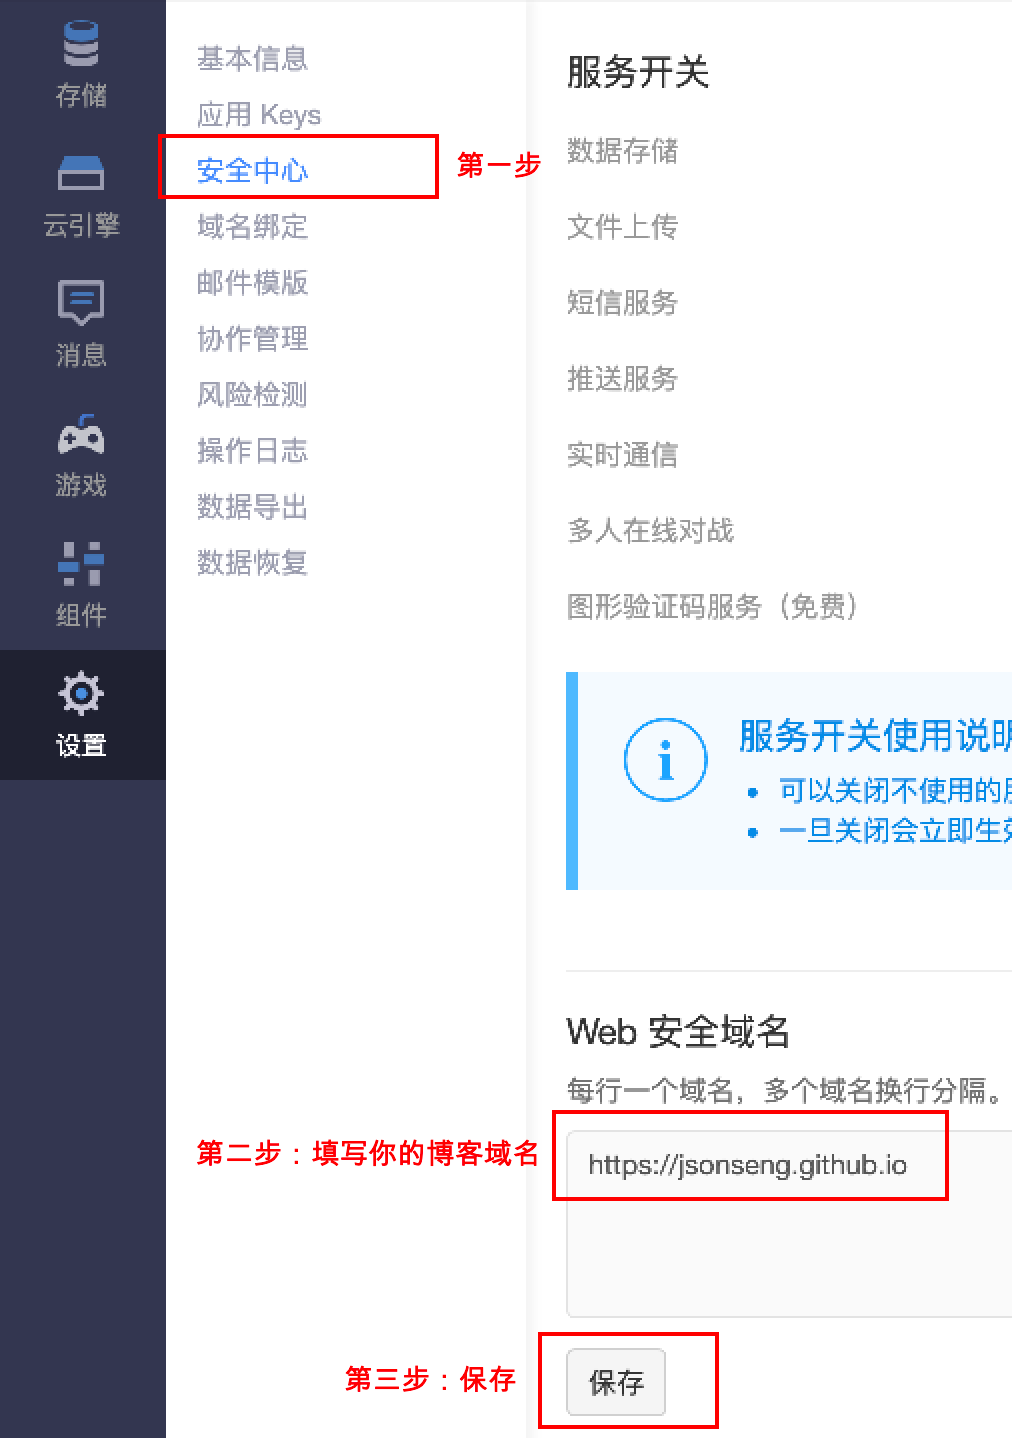 存储
云引擎
消息
游戏
组件
设置
基本信息
应用 Keys
安全中心
第一步
域名绑定
邮件模版
协作管理
风险检测
操作日志
数据导出
数据恢复
服务开关
数据存储
文件上传
短信服务
推送服务
实时通信
多人在线对战
图形验证码服务（免费）
服务开关使用说明
可以关闭不使用的
一旦关闭会立即生效
Web 安全域名
每行一个域名，多个域名换行分隔。
第二步：填写你的博客域名
https://jsonseng.github.io
第三步：保存
保存